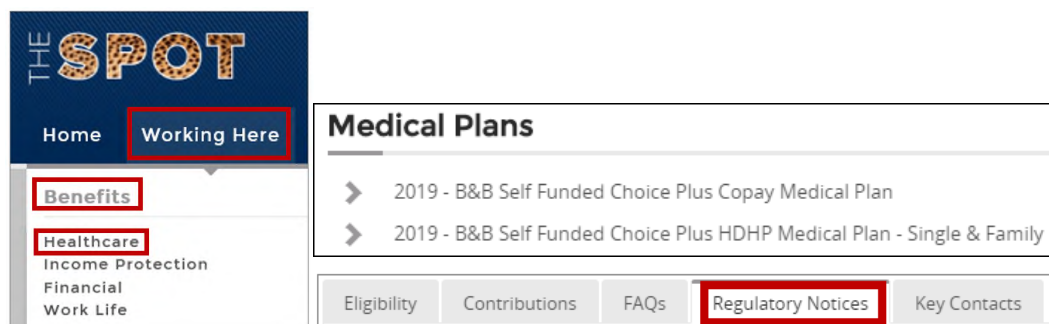 THE SPOT
Home Working Here
Benefits
Healthcare
Income Protection
Financial
Work Life
Medical Plans
2019 - B&B Self Funded Choice Plus Copay Medical Plan
2019 - B&B Self Funded Choice Plus HDHP Medical Plan - Single & Family
Eligibility Contributions FAQs Regulatory Notices Key Contacts